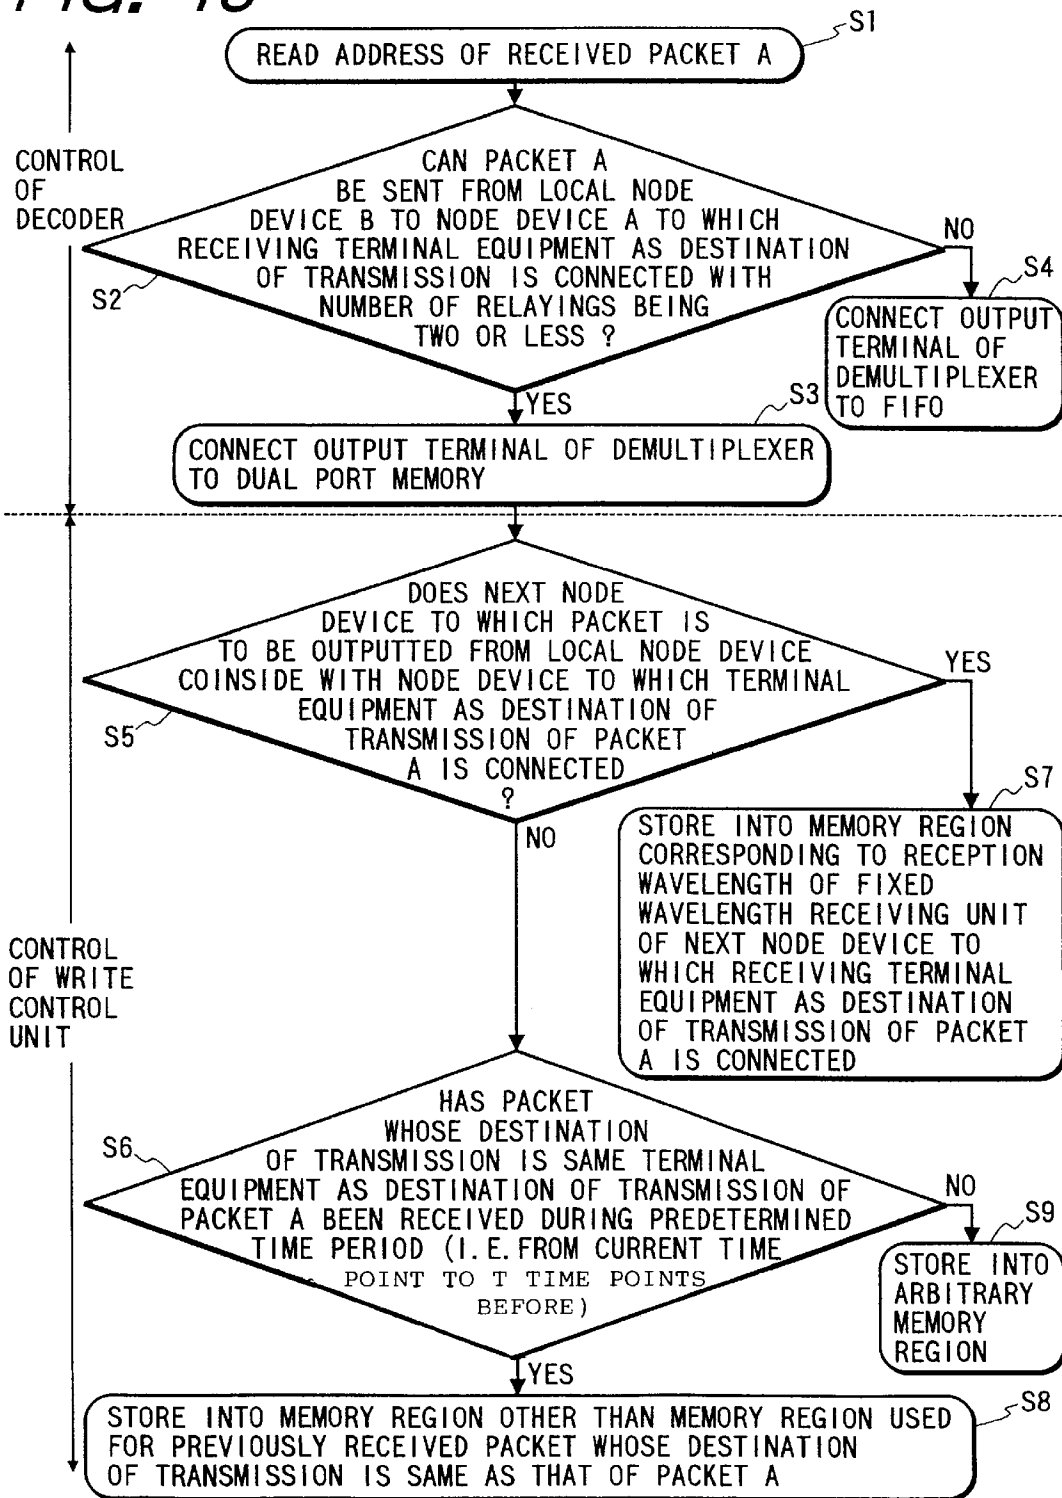 S1
READ ADDRESS OF RECEIVED PACKET A
CONTROL
OF
DECODER
CAN PACKET A
BE SENT FROM LOCAL NODE
DEVICE B TO NODE DEVICE A TO WHICH
RECEIVING TERMINAL EQUIPMENT AS DESTINATION
OF TRANSMISSION IS CONNECTED WITH
NUMBER OF RELAYINGS BEING
TWO OR LESS ?
S2
NO
S4
CONNECT OUTPUT
TERMINAL OF
DEMULTIPLEXER
TO FIFO
YES
S3
CONNECT OUTPUT TERMINAL OF DEMULTIPLEXER
TO DUAL PORT MEMORY
DOES NEXT NODE
DEVICE TO WHICH PACKET IS
TO BE OUTPUTTED FROM LOCAL NODE DEVICE
COINSIDE WITH NODE DEVICE TO WHICH TERMINAL
EQUIPMENT AS DESTINATION OF
TRANSMISSION OF PACKET
A IS CONNECTED
?
S5
YES
S7
STORE INTO MEMORY REGION
CORRESPONDING TO RECEPTION
WAVELENGTH OF FIXED
WAVELENGTH RECEIVING UNIT
OF NEXT NODE DEVICE TO
WHICH RECEIVING TERMINAL
EQUIPMENT AS DESTINATION
OF TRANSMISSION OF PACKET
A IS CONNECTED
NO
CONTROL
OF WRITE
CONTROL
UNIT
HAS PACKET
WHOSE DESTINATION
OF TRANSMISSION IS SAME TERMINAL
EQUIPMENT AS DESTINATION OF TRANSMISSION OF
PACKET A BEEN RECEIVED DURING PREDETERMINED
TIME PERIOD (I.E. FROM CURRENT TIME
POINT TO T TIME POINTS
BEFORE)
S6
NO
S9
STORE INTO
ARBITRARY
MEMORY
REGION
YES
S8
STORE INTO MEMORY REGION OTHER THAN MEMORY REGION USED
FOR PREVIOUSLY RECEIVED PACKET WHOSE DESTINATION
OF TRANSMISSION IS SAME AS THAT OF PACKET A